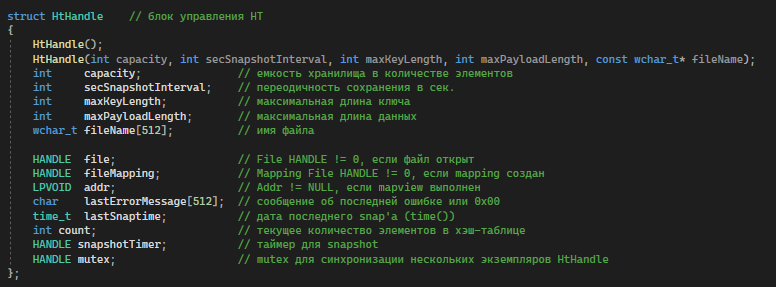 struct HtHandle    // блок управления HT
{
    HtHandle();
    HtHandle(int capacity, int secSnapshotInterval, int maxKeyLength, int maxPayloadLength, const wchar_t* fileName);
    int     capacity;               // емкость хранилища в количестве элементов
    int     secSnapshotInterval;    // переодичность сохранения в сек.
    int     maxKeyLength;           // максимальная длина ключа
    int     maxPayloadLength;       // максимальная длина данных
    wchar_t fileName[512];          // имя файла
    HANDLE  file;                   // File HANDLE != 0, если файл открыт
    HANDLE  fileMapping;            // Mapping File HANDLE != 0, если mapping создан
    LPVOID  addr;                   // Addr != NULL, если mapview выполнен
    char    lastErrorMessage[512];  // сообщение об последней ошибке или 0x00
    time_t  lastSnaptime;           // дата последнего snap'a (time())
    int count;                      // текущее количество элементов в хэш-таблице
    HANDLE snapshotTimer;           // таймер для snapshot
    HANDLE mutex;                   // mutex для синхронизации нескольких экземпляров HtHandle
};